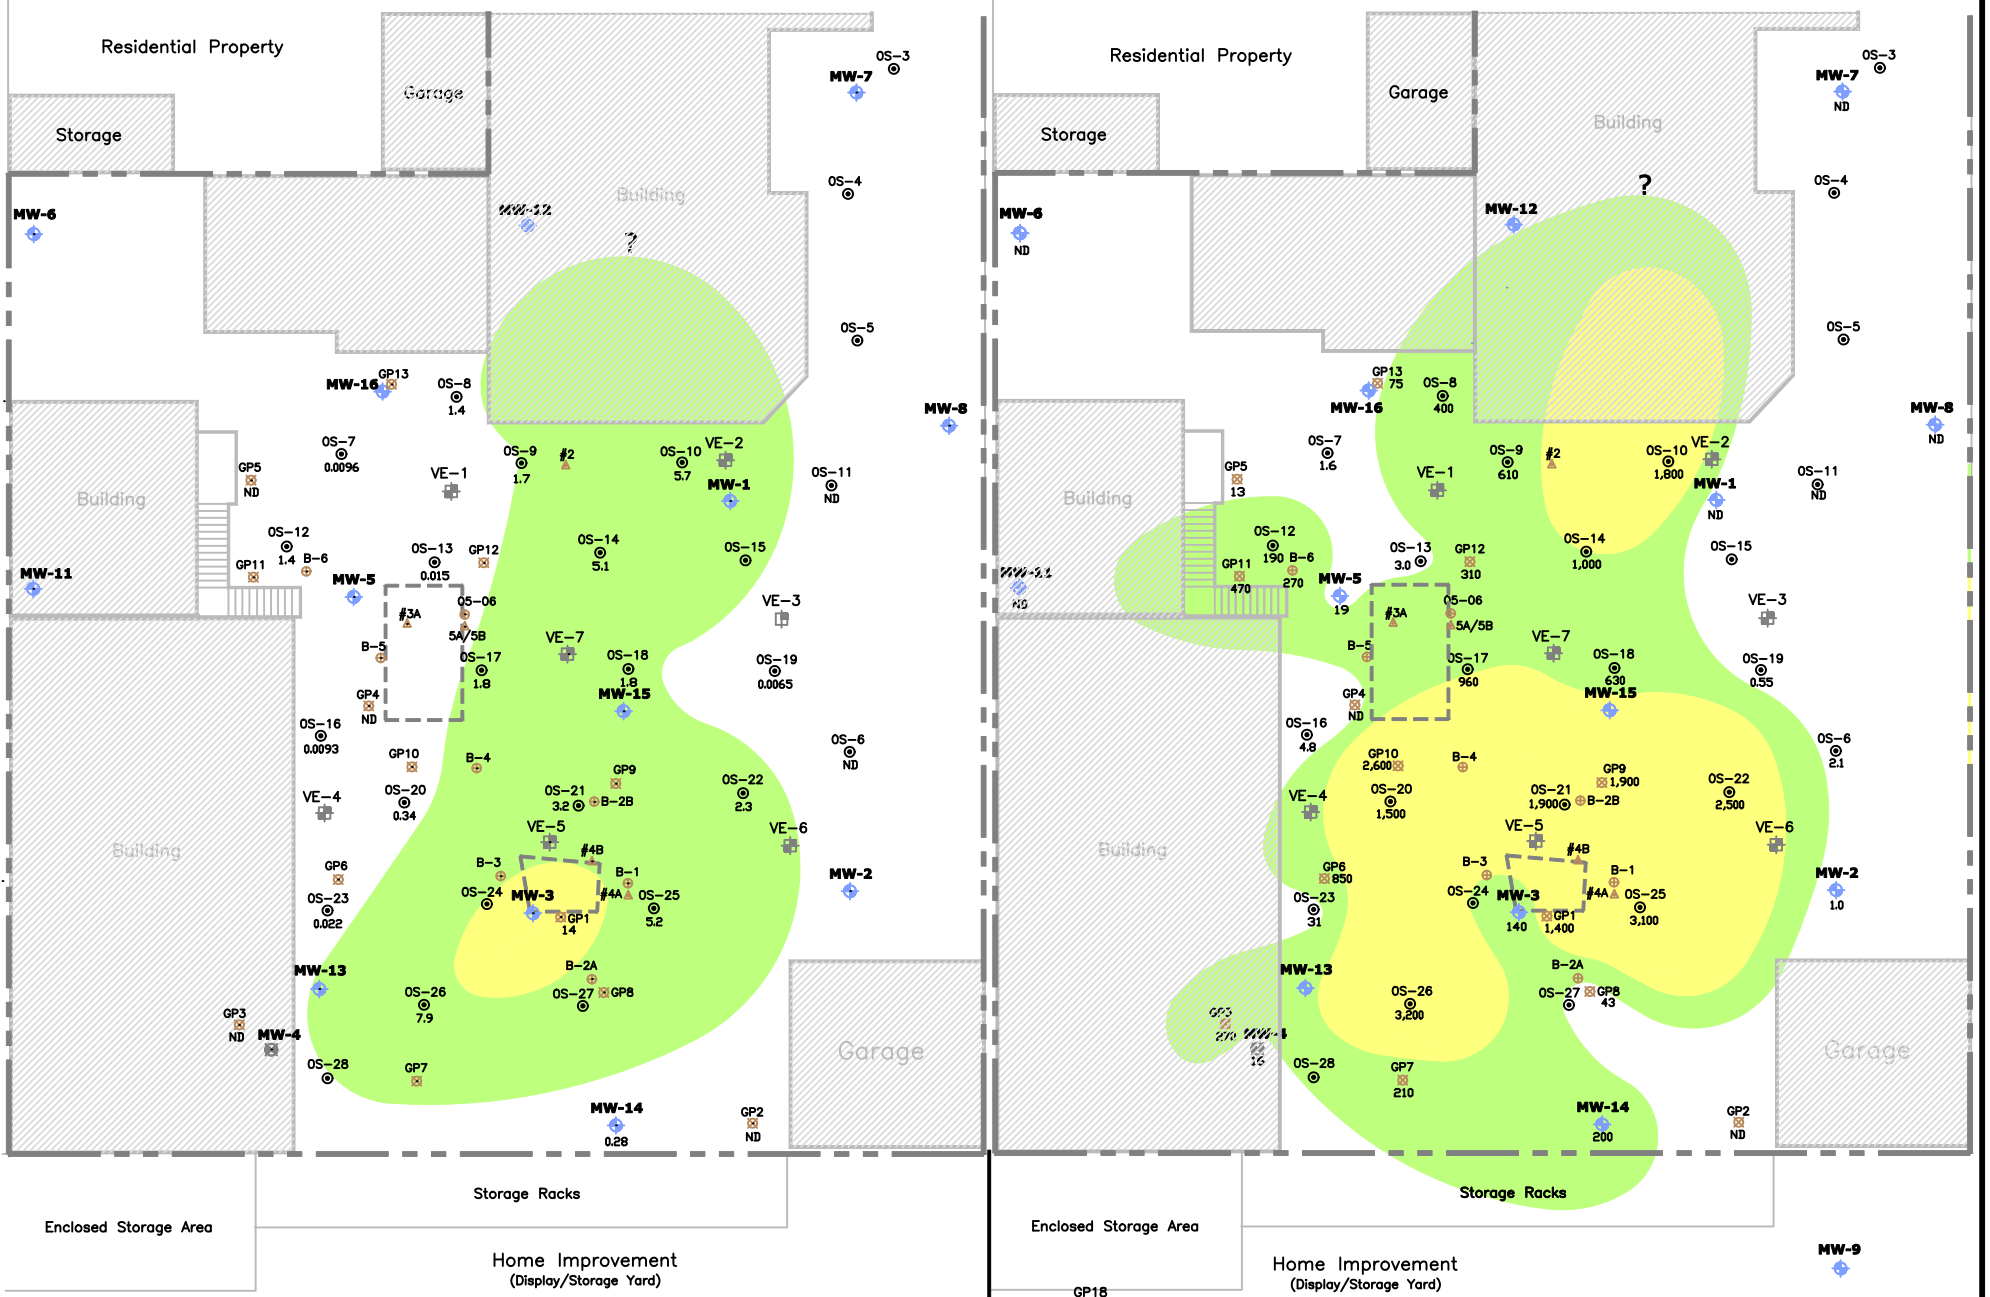 Residential Property
Garage
Storage
Building
OS-3
MW-7
OS-4
MW-6
MW-12
?
OS-5
GP13
MW-16
OS-8
1.4
MW-8
OS-7
0.0096
OS-9
1.7
#2
OS-10
5.7
VE-2
GP5
ND
VE-1
MW-1
OS-11
ND
Building
OS-12
1.4
B-6
OS-13
0.015
GP12
OS-14
5.1
OS-15
GP11
MW-11
MW-5
#3A
05-06
5A/5B
VE-3
B-5
OS-17
1.8
VE-7
OS-18
1.8
OS-19
0.0065
MW-15
GP4
ND
OS-16
0.0093
OS-6
ND
GP10
B-4
GP9
OS-22
2.3
OS-20
0.34
OS-21
3.2
B-2B
VE-4
VE-5
VE-6
Building
#4B
GP6
B-3
B-1
MW-2
OS-23
0.022
OS-24
MW-3
#4A
OS-25
5.2
GP1
14
MW-13
B-2A
OS-26
7.9
OS-27
GP8
GP3
ND
MW-4
Garage
OS-28
GP7
MW-14
0.28
GP2
ND
Storage Racks
Enclosed Storage Area
Home Improvement
(Display/Storage Yard)
Residential Property
Garage
Storage
Building
OS-3
MW-7
ND
OS-4
?
MW-6
ND
MW-12
OS-5
GP13
75
MW-16
OS-8
400
MW-8
ND
OS-7
1.6
OS-9
610
#2
OS-10
1,800
VE-2
GP5
13
VE-1
MW-1
ND
OS-11
ND
Building
OS-12
190
B-6
270
OS-13
3.0
GP12
310
OS-14
1,000
OS-15
GP11
470
MW-11
ND
MW-5
19
#3A
05-06
5A/5B
VE-3
B-5
OS-17
960
VE-7
OS-18
630
OS-19
0.55
MW-15
GP4
ND
OS-16
4.8
OS-6
2.1
GP10
2,600
B-4
GP9
1,900
OS-22
2,500
OS-20
1,500
OS-21
1,900
B-2B
VE-4
VE-5
VE-6
Building
#4B
GP6
850
B-3
B-1
MW-2
1.0
OS-23
31
OS-24
MW-3
140
#4A
OS-25
3,100
GP1
1,400
MW-13
B-2A
OS-26
3,200
OS-27
GP8
43
GP3
270
MW-4
16
Garage
OS-28
GP7
210
MW-14
200
GP2
ND
Storage Racks
Enclosed Storage Area
Home Improvement
(Display/Storage Yard)
MW-9
GP18